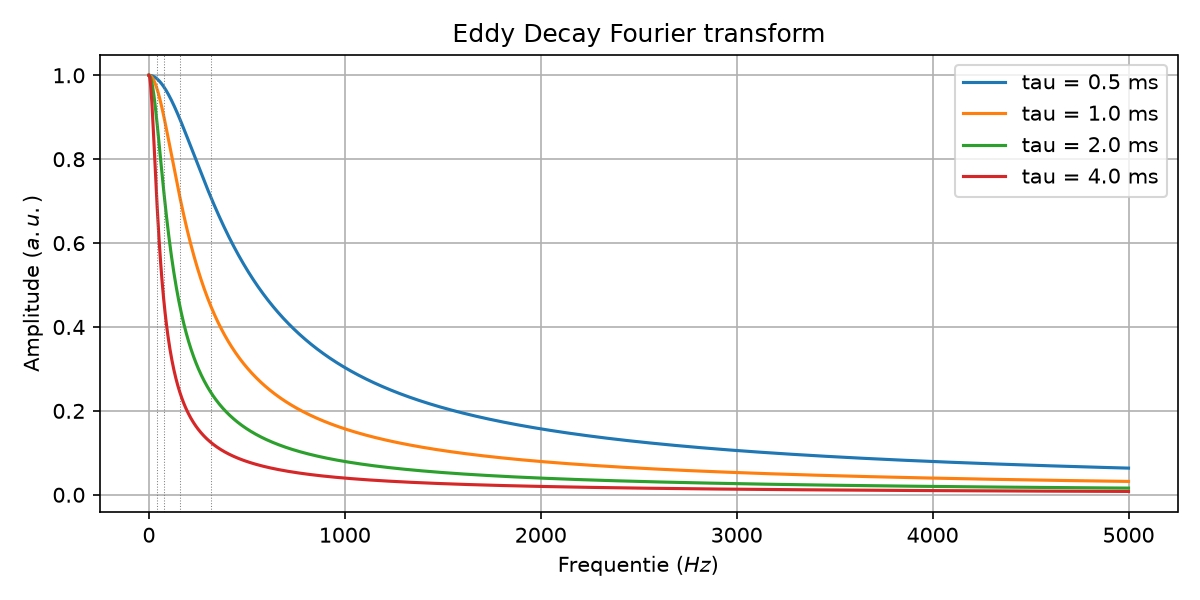 Eddy Decay Fourier transform
tau = 0.5 ms
tau = 1.0 ms
tau = 2.0 ms
tau = 4.0 ms
Amplitude (a.u.)
1.0
0.8
0.6
0.4
0.2
0.0
0 1000 2000 3000 4000 5000
Frequentie (Hz)